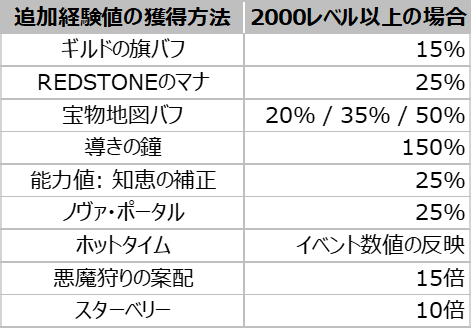 追加経験値の獲得方法 2000レベル以上の場合
ギルドの旗バフ 15%
REDSTONEのマナ 25%
宝物地図バフ 20% / 35% / 50%
導きの鐘 150%
能力値: 知恵の補正 25%
ノヴァ・ポータル 25%
ホットタイム イベント数値の反映
悪魔狩りの案配 15倍
スターベリー 10倍